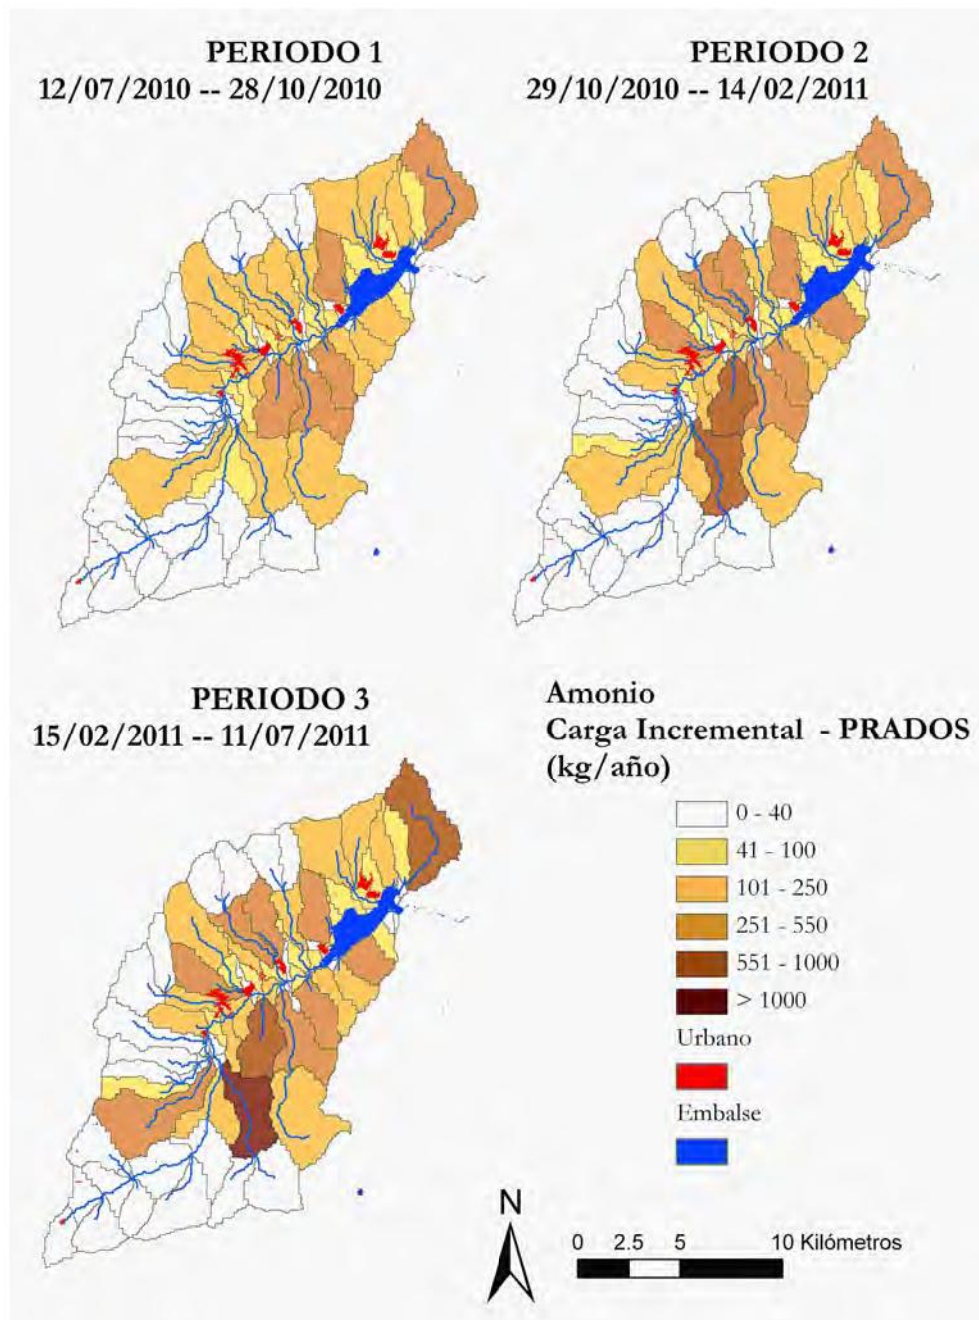 PERIODO 1
12/07/2010 -- 28/10/2010
PERIODO 2
29/10/2010 -- 14/02/2011
PERIODO 3
15/02/2011 -- 11/07/2011
Amonio
Carga Incremental - PRADOS
(kg/año)
0 - 40
41 - 100
101 - 250
251 - 550
551 - 1000
> 1000
Urbano
Embalse
N
0 2.5 5 10 Kilómetros